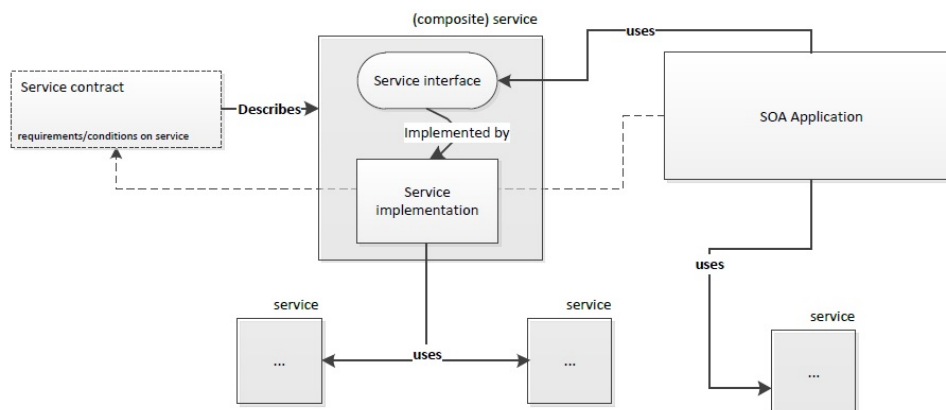 (composite) service
uses
Service contract
Service interface
SOA Application
Describes
requirements/conditions on service
Implemented by
Service
implementation
uses
service
service
service
...
uses
...
...